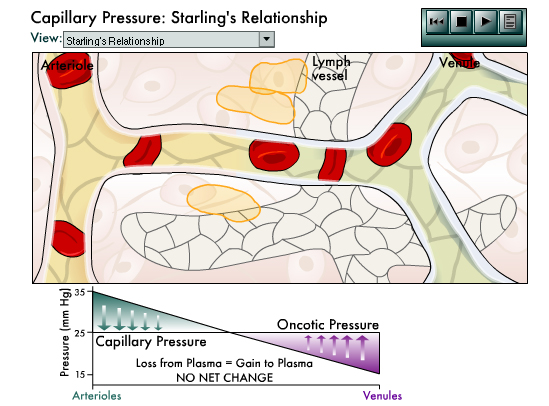 Capillary Pressure: Starling's Relationship
View: Starling's Relationship
Arteriole
Lymph
vessel
Venule
Pressure (mm Hg)
35
25
15
Oncotic Pressure
Capillary Pressure
Loss from Plasma = Gain to Plasma
NO NET CHANGE
Arterioles
Venules